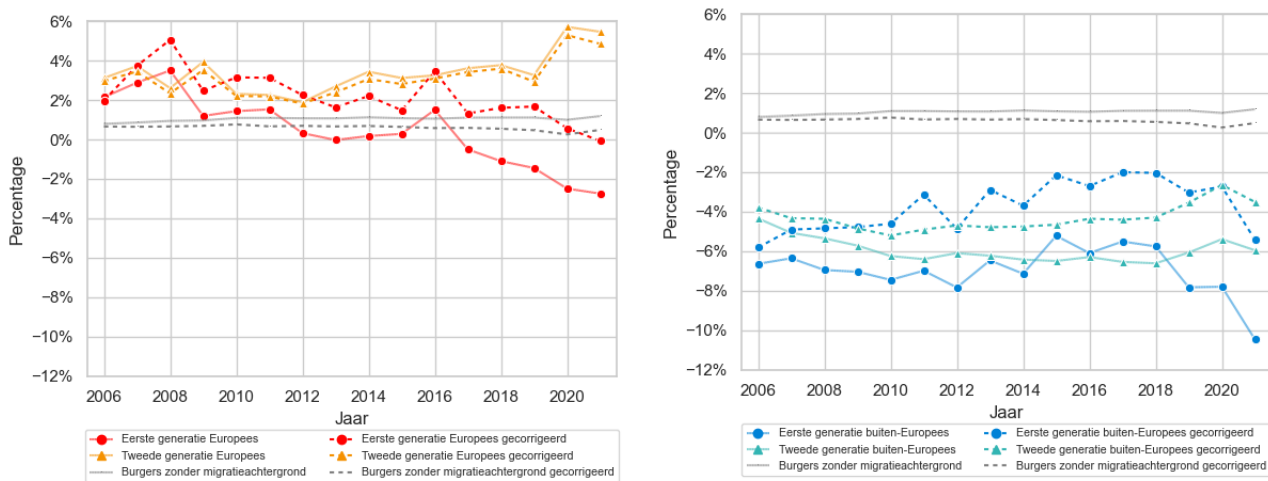 6%
4%
2%
0%
−2%
−4%
−6%
−8%
−10%
−12%
Percentage
2006 2008 2010 2012 2014 2016 2018 2020
Jaar
Eerste generatie Europees Eerste generatie Europees gecorrigeerd
Tweede generatie Europees Tweede generatie Europees gecorrigeerd
Burgers zonder migratieachtergrond Burgers zonder migratieachtergrond gecorrigeerd
6%
4%
2%
0%
−2%
−4%
−6%
−8%
−10%
−12%
Percentage
2006 2008 2010 2012 2014 2016 2018 2020
Jaar
Eerste generatie buiten-Europees Eerste generatie buiten-Europees gecorrigeerd
Tweede generatie buiten-Europees Tweede generatie buiten-Europees gecorrigeerd
Burgers zonder migratieachtergrond Burgers zonder migratieachtergrond gecorrigeerd